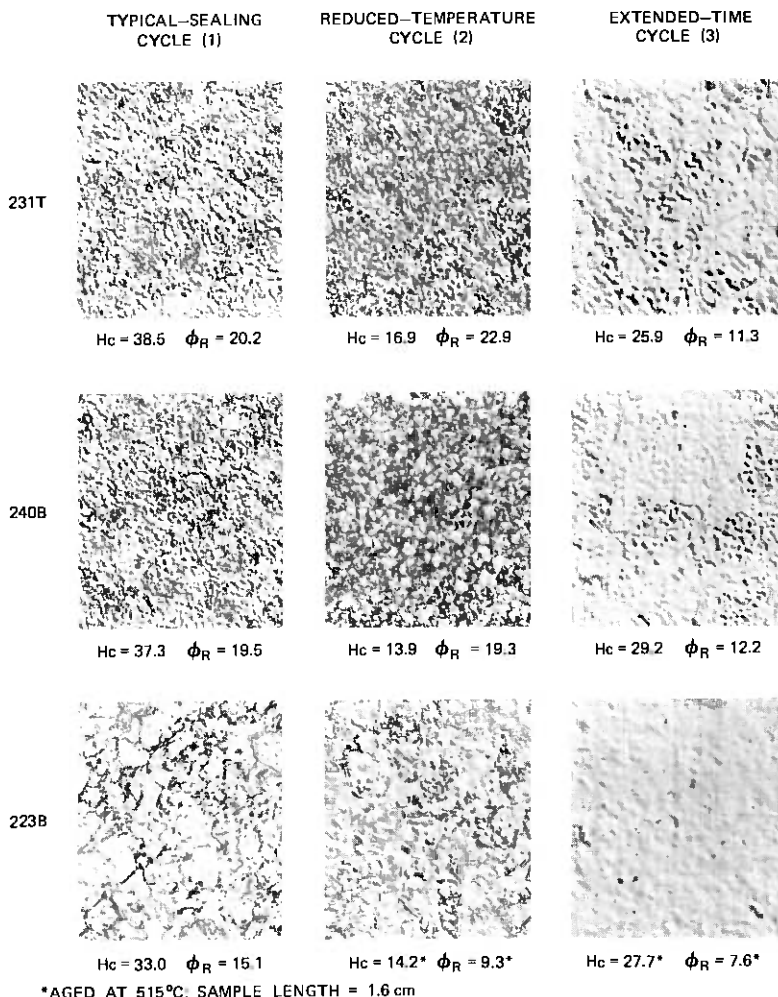 TYPICAL–SEALING CYCLE (1)
REDUCED–TEMPERATURE CYCLE (2)
EXTENDED–TIME CYCLE (3)
231T
Hc = 38.5 ϕR = 20.2
Hc = 16.9 ϕR = 22.9
Hc = 25.9 ϕR = 11.3
240B
Hc = 37.3 ϕR = 19.5
Hc = 13.9 ϕR = 19.3
Hc = 29.2 ϕR = 12.2
223B
Hc = 33.0 ϕR = 15.1
Hc = 14.2* ϕR = 9.3*
Hc = 27.7* ϕR = 7.6*
*AGED AT 515°C; SAMPLE LENGTH = 1.6 cm